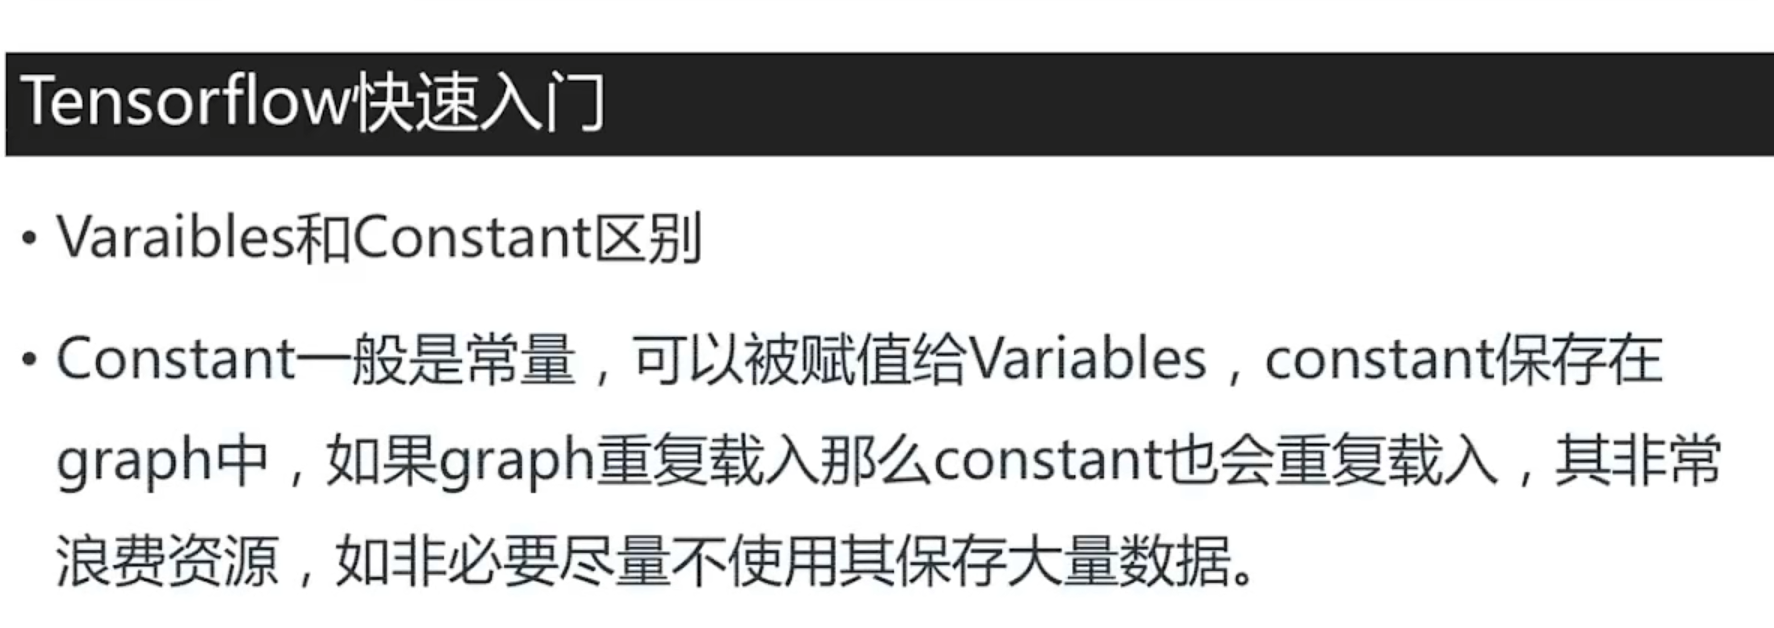 Tensorflow快速入门
• Varaibles和Constant区别
• Constant一般是常量，可以被赋值给Variables，constant保存在
graph中，如果graph重复载入那么constant也会重复载入，其非常
浪费资源，如非必要尽量不使用其保存大量数据。